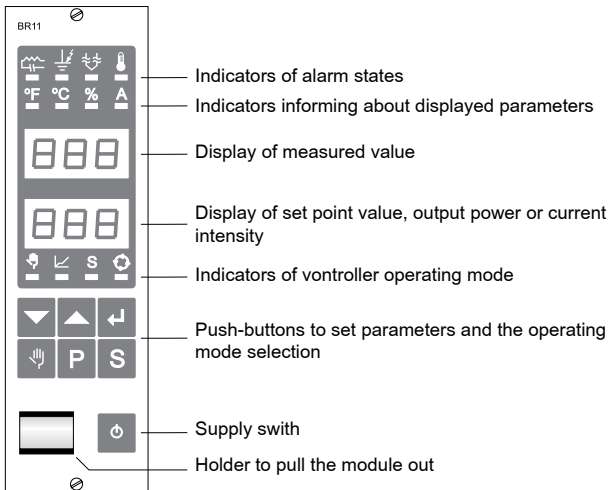 BR11
Indicators of alarm states
°F °C % A
Indicators informing about displayed parameters
888
Display of measured value
888
Display of set point value, output power or current
intensity
S
Indicators of vontroller operating mode
Push-buttons to set parameters and the operating
mode selection
P S
Supply swith
Holder to pull the module out